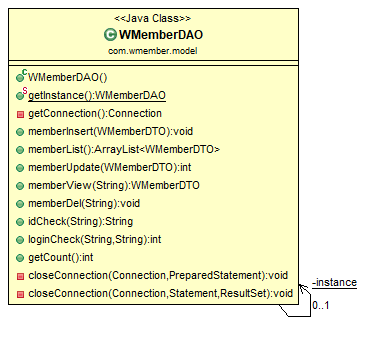 <<Java Class>>
WMemberDAO
com.wmember.model
WMemberDAO()
getInstance():WMemberDAO
getConnection():Connection
memberInsert(WMemberDTO):void
memberList():ArrayList<WMemberDTO>
memberUpdate(WMemberDTO):int
memberView(String):WMemberDTO
memberDel(String):void
idCheck(String):String
loginCheck(String,String):int
getCount():int
closeConnection(Connection,PreparedStatement):void
closeConnection(Connection,Statement,ResultSet):void
-instance
0..1